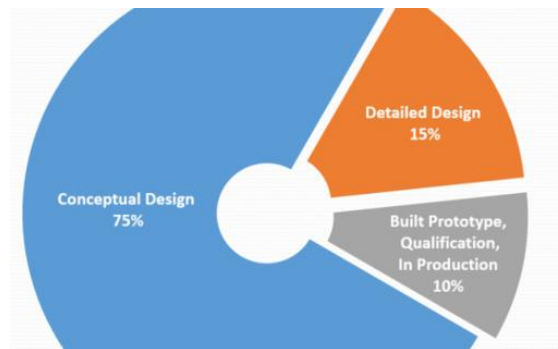 Detailed Design
15%
Conceptual Design
75%
Built Prototype,
Qualification,
In Production
10%